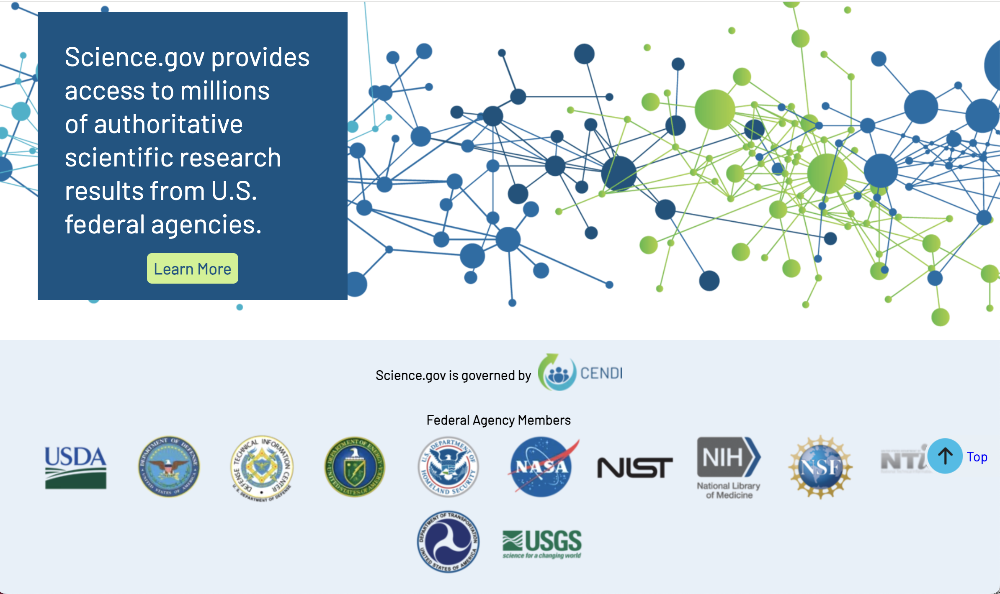 Science.gov provides
access to millions
of authoritative
scientific research
results from U.S.
federal agencies.
Learn More
Science.gov is governed by CENDI
Federal Agency Members
USDA
DEPARTMENT OF DEFENSE
UNITED STATES OF AMERICA
DEFENSE TECHNICAL INFORMATION CENTER
U. S. DEPARTMENT OF DEFENSE
DEPARTMENT OF ENERGY
UNITED STATES OF AMERICA
U.S. DEPARTMENT OF
HOMELAND SECURITY
NASA
NIST
NIH
National Library
of Medicine
NSF
NTi
Top
DEPARTMENT OF TRANSPORTATION
UNITED STATES OF AMERICA
USGS
science for a changing world